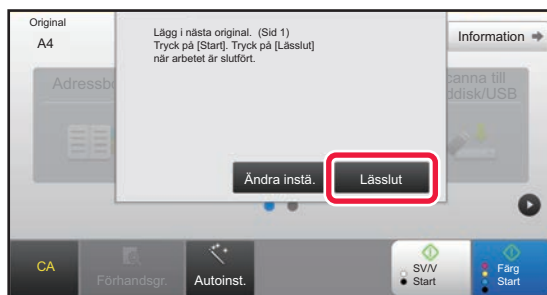 Original
A4
Lägg i nästa original. (Sid 1)
Tryck på [Start]. Tryck på [Lässlut]
när arbetet är slutfört.
Information
Adressb
canna till
ddisk/USB
Ändra instä.
Lässlut
CA
Förhandsgr.
Autoinst.
SV/V
Start
Färg
Start